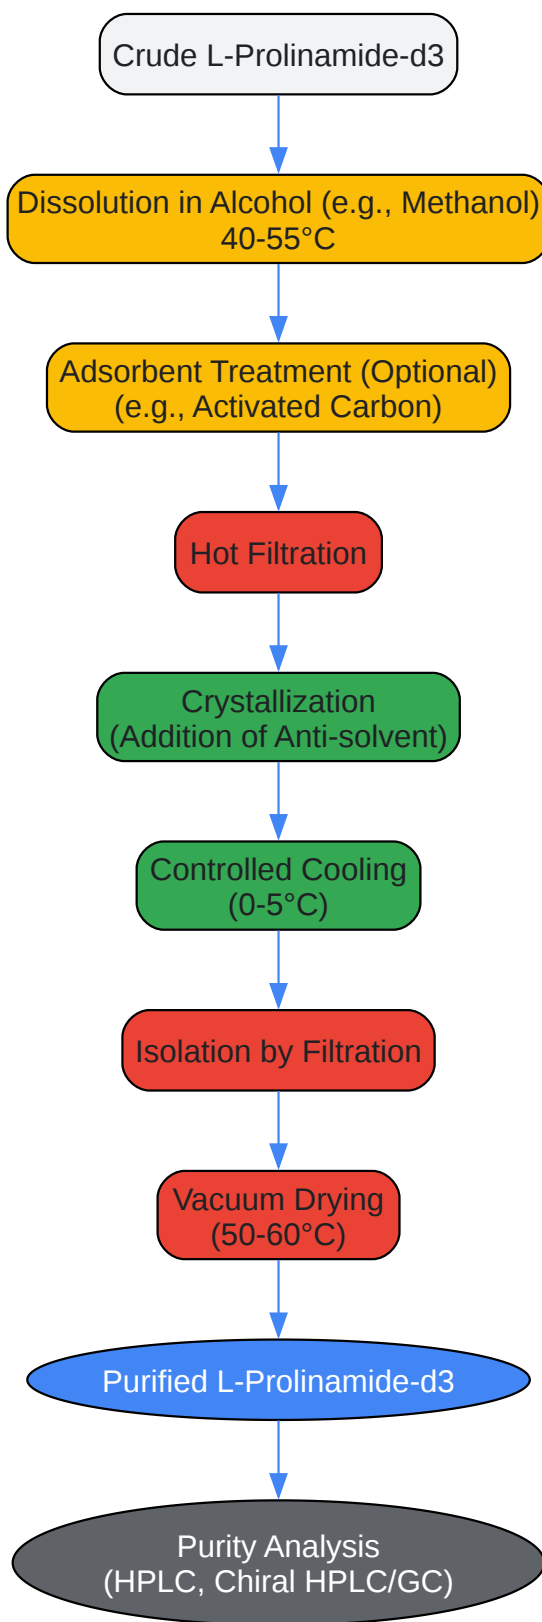 Crude L-Prolinamide-d3
Dissolution in Alcohol (e.g., Methanol)
40-55°C
Adsorbent Treatment (Optional)
(e.g., Activated Carbon)
Hot Filtration
Crystallization
(Addition of Anti-solvent)
Controlled Cooling
(0-5°C)
Isolation by Filtration
Vacuum Drying
(50-60°C)
Purified L-Prolinamide-d3
Purity Analysis
(HPLC, Chiral HPLC/GC)